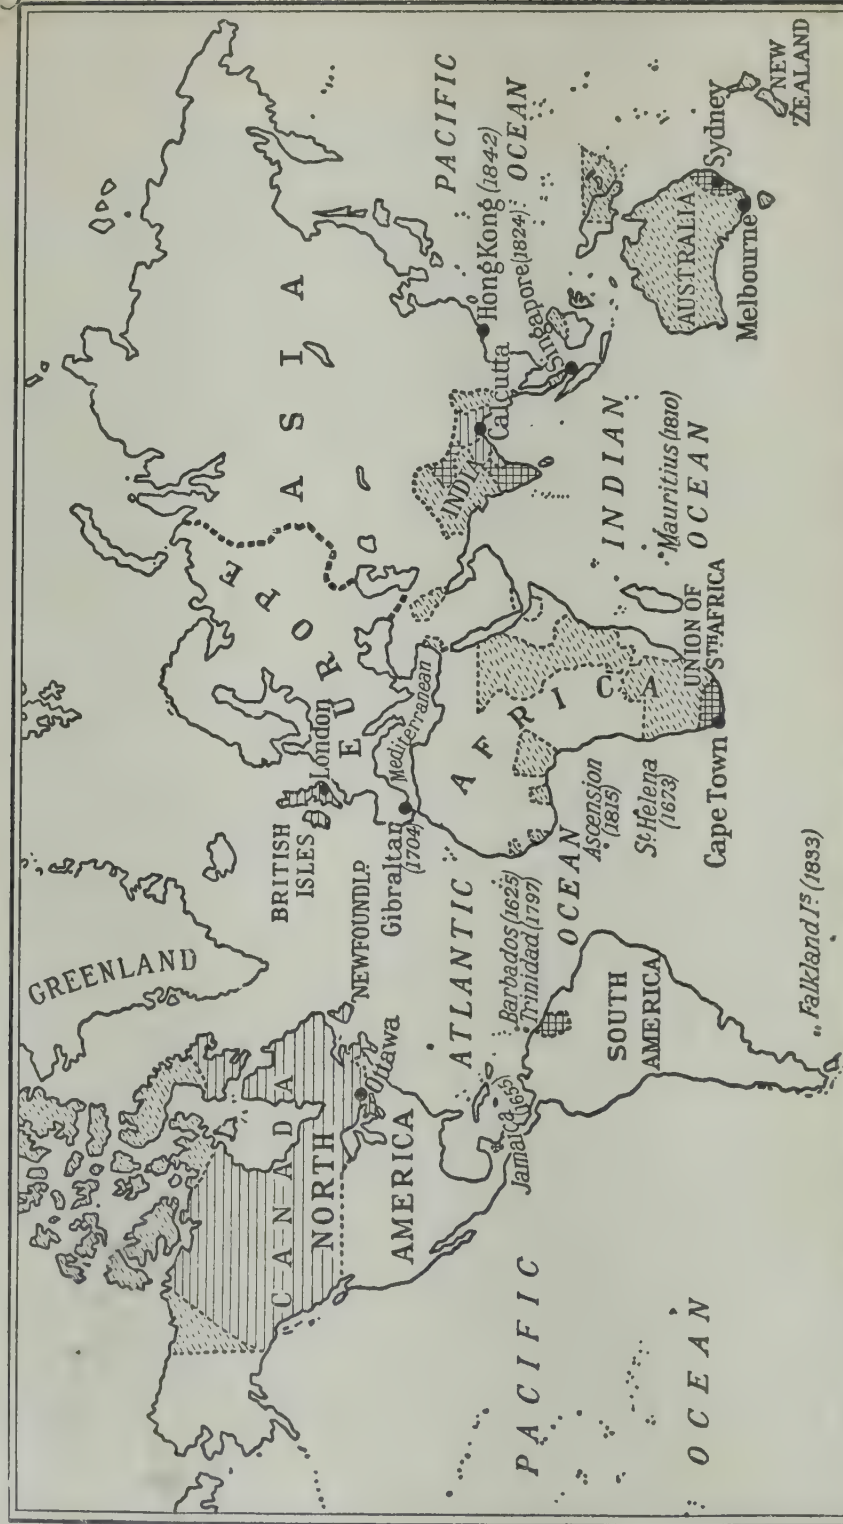 GREENLAND
CANADA
NORTH
AMERICA
Ottawa
NEWFOUNDLD.
BRITISH
ISLES
London
EUROPE
ASIA
Gibraltar
(1704)
Mediterranean
ATLANTIC
OCEAN
Jamaica
(1655)
Barbados (1625)
Trinidad (1797)
SOUTH
AMERICA
Falkland Is. (1833)
AFRICA
Ascension
(1815)
St Helena
(1673)
Cape Town
UNION OF
STH AFRICA
INDIA
Calcutta
Hong Kong (1842)
Singapore (1824)
PACIFIC
OCEAN
INDIAN
OCEAN
Mauritius (1810)
AUSTRALIA
Sydney
Melbourne
NEW
ZEALAND
PACIFIC
OCEAN